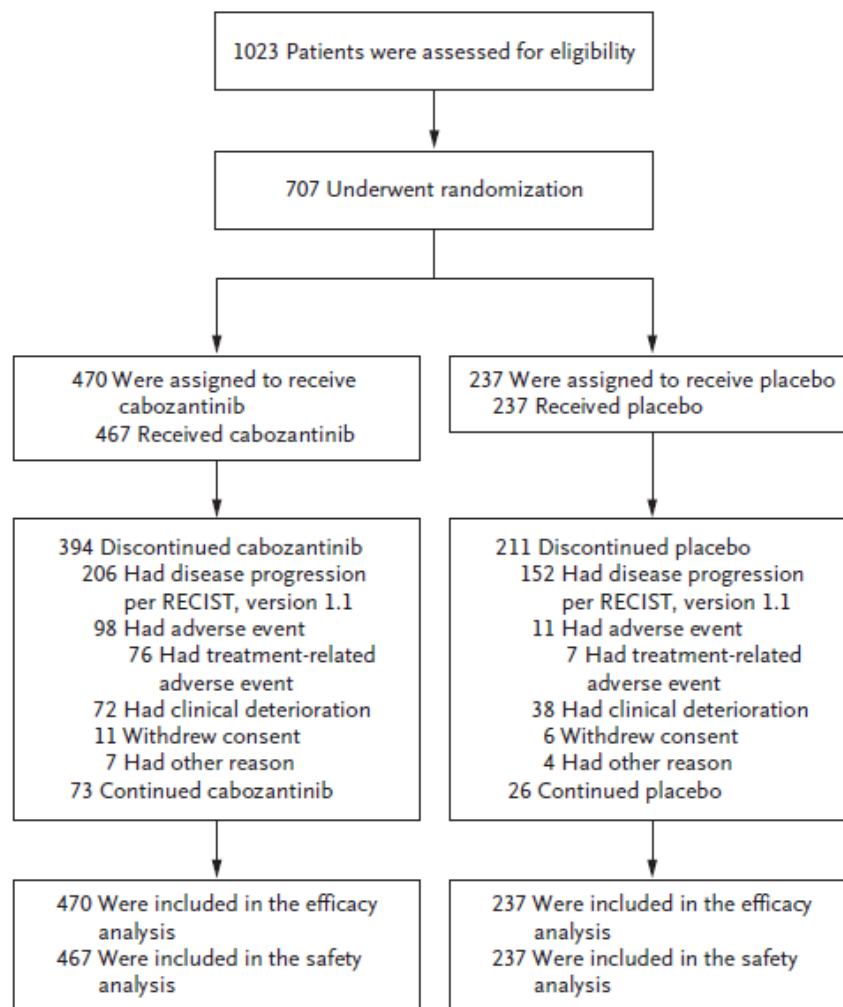 1023 Patients were assessed for eligibility
707 Underwent randomization
470 Were assigned to receive
cabozantinib
467 Received cabozantinib
237 Were assigned to receive placebo
237 Received placebo
394 Discontinued cabozantinib
206 Had disease progression
per RECIST, version 1.1
98 Had adverse event
76 Had treatment-related
adverse event
72 Had clinical deterioration
11 Withdrew consent
7 Had other reason
73 Continued cabozantinib
211 Discontinued placebo
152 Had disease progression
per RECIST, version 1.1
11 Had adverse event
7 Had treatment-related
adverse event
38 Had clinical deterioration
6 Withdrew consent
4 Had other reason
26 Continued placebo
470 Were included in the efficacy
analysis
467 Were included in the safety
analysis
237 Were included in the efficacy
analysis
237 Were included in the safety
analysis